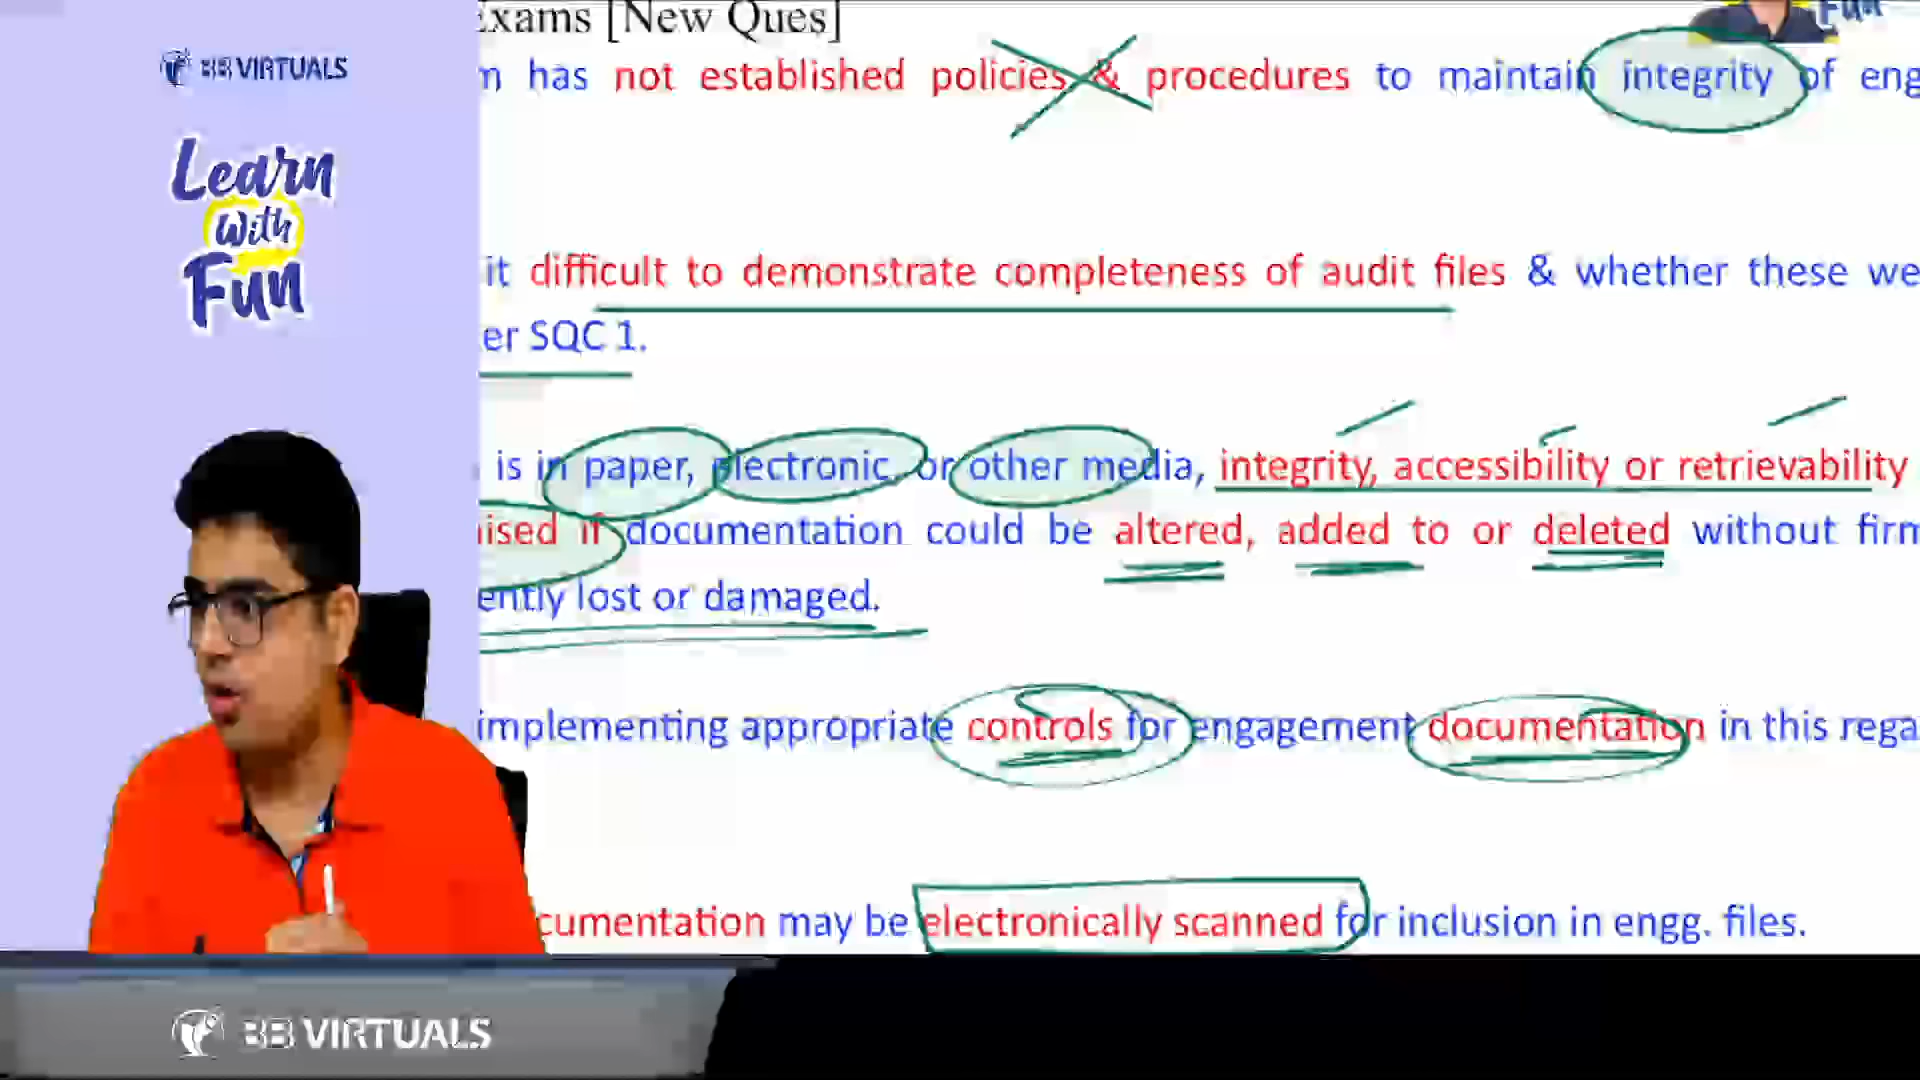 Exams [New Ques]
Fun
BB VIRTUALS
has not established policies & procedures to maintain integrity of eng
Learn
With
Fun
it difficult to demonstrate completeness of audit files & whether these we
er SQC 1.
is in paper, electronic, or other media, integrity, accessibility or retrievability
ised if documentation could be altered, added to or deleted without firm
ently lost or damaged.
implementing appropriate controls for engagement documentation in this rega
cumentation may be electronically scanned for inclusion in engg. files.
BB VIRTUALS